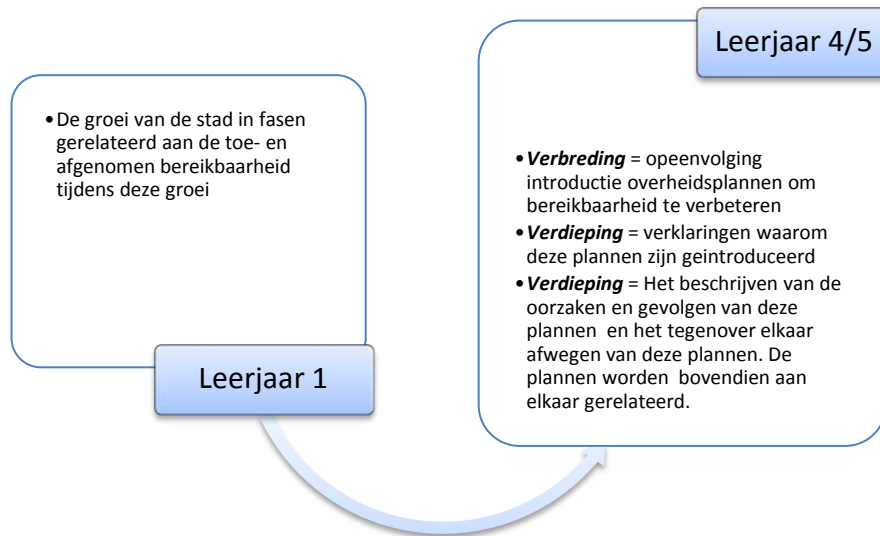 •De groei van de stad in fasen
gerelateerd aan de toe- en
afgenomen bereikbaarheid
tijdens deze groei
Leerjaar 1
Leerjaar 4/5
•Verbreding = opeenvolging
introductie overheidsplannen om
bereikbaarheid te verbeteren
•Verdieping = verklaringen waarom
deze plannen zijn geintroduceerd
•Verdieping = Het beschrijven van de
oorzaken en gevolgen van deze
plannen en het tegenover elkaar
afwegen van deze plannen. De
plannen worden bovendien aan
elkaar gerelateerd.